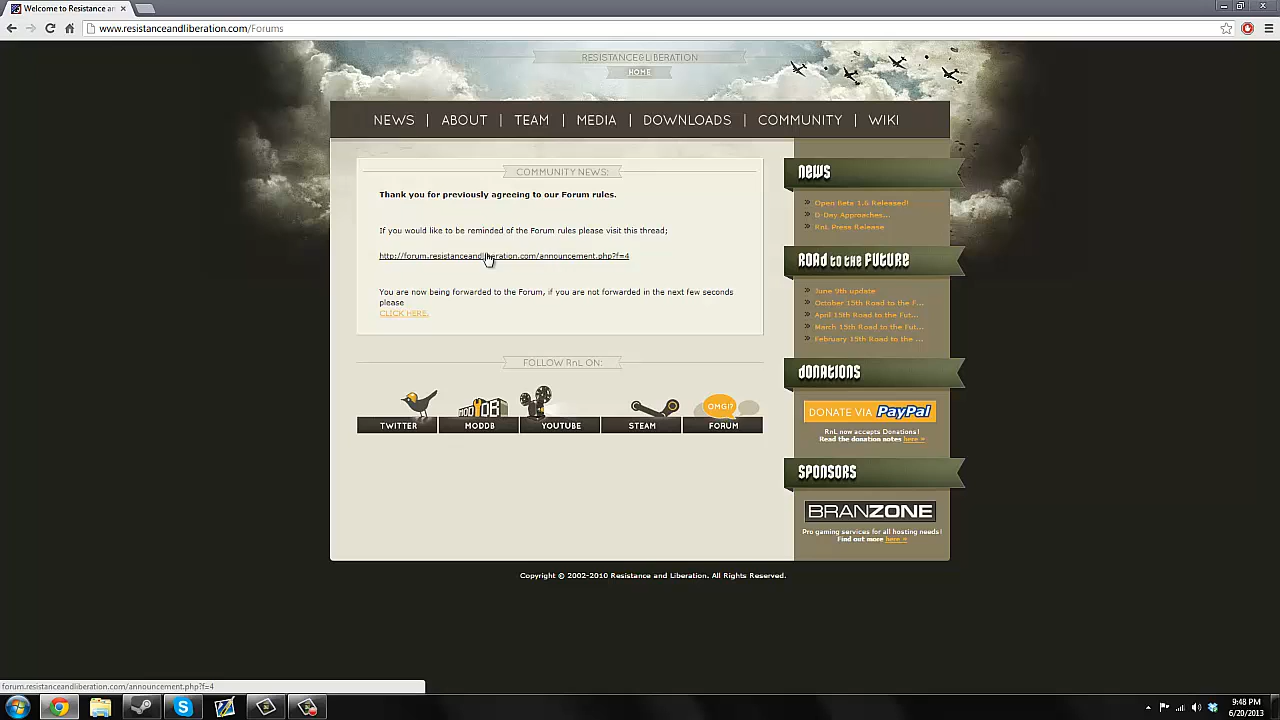 Welcome to Resistance an
www.resistanceandliberation.com/Forums
RESISTANCE&LIBERATION
HOME
NEWS | ABOUT | TEAM | MEDIA | DOWNLOADS | COMMUNITY | WIKI
COMMUNITY NEWS:
Thank you for previously agreeing to our Forum rules.
If you would like to be reminded of the Forum rules please visit this thread;
http://forum.resistanceandliberation.com/announcement.php?f=4
You are now being forwarded to the Forum, if you are not forwarded in the next few seconds
please
CLICK HERE.
FOLLOW RnL ON:
MODDB
OMG!?
TWITTER
MODDB
YOUTUBE
STEAM
FORUM
NEWS
Open Beta 1.6 Released!
D-Day Approaches...
RnL Press Release
ROAD to the FUTURE
June 9th update
October 15th Road to the F...
April 15th Road to the Fut...
March 15th Road to the Fut...
February 15th Road to the ...
DONATIONS
DONATE VIA PayPal
RnL now accepts Donations!
Read the donation notes here »
SPONSORS
BRANZONE
Pro gaming services for all hosting needs!
Find out more here »
Copyright © 2002-2010 Resistance and Liberation. All Rights Reserved.
forum.resistanceandliberation.com/announcement.php?f=4
9:48 PM
6/20/2013